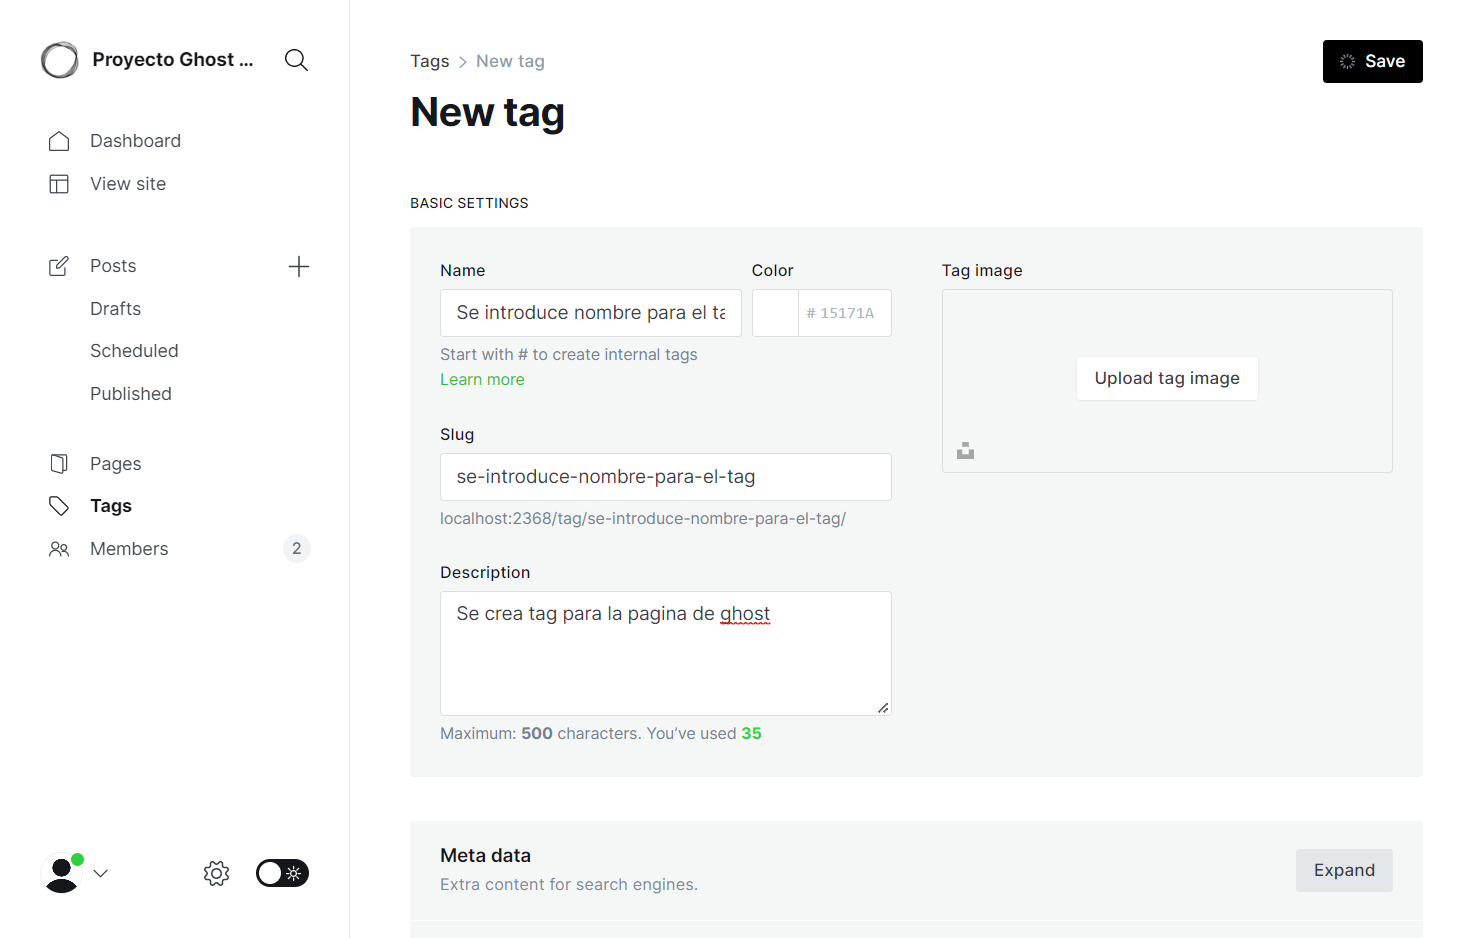 Proyecto Ghost ...
Dashboard
View site
Posts
Drafts
Scheduled
Published
Pages
Tags
Members
2
Tags > New tag
Save
New tag
BASIC SETTINGS
Name
Se introduce nombre para el ta
Color
# 15171A
Start with # to create internal tags
Learn more
Slug
se-introduce-nombre-para-el-tag
localhost:2368/tag/se-introduce-nombre-para-el-tag/
Description
Se crea tag para la pagina de ghost
Maximum: 500 characters. You’ve used 35
Tag image
Upload tag image
Meta data
Extra content for search engines.
Expand